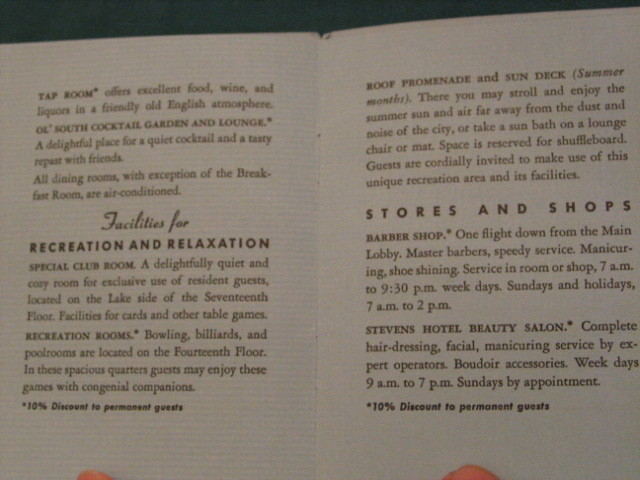 TAP ROOM* offers excellent food, wine, and
liquors in a friendly old English atmosphere.
OL' SOUTH COCKTAIL GARDEN AND LOUNGE.*
A delightful place for a quiet cocktail and a tasty
repast with friends.
All dining rooms, with exception of the Break-
fast Room, are air-conditioned.
Facilities for
RECREATION AND RELAXATION
SPECIAL CLUB ROOM. A delightfully quiet and
cozy room for exclusive use of resident guests,
located on the Lake side of the Seventeenth
Floor. Facilities for cards and other table games.
RECREATION ROOMS.* Bowling, billiards, and
poolrooms are located on the Fourteenth Floor.
In these spacious quarters guests may enjoy these
games with congenial companions.
*10% Discount to permanent guests
ROOF PROMENADE and SUN DECK (Summer
months). There you may stroll and enjoy the
summer sun and air far away from the dust and
noise of the city, or take a sun bath on a lounge
chair or mat. Space is reserved for shuffleboard.
Guests are cordially invited to make use of this
unique recreation area and its facilities.
STORES AND SHOPS
BARBER SHOP.* One flight down from the Main
Lobby. Master barbers, speedy service. Manicur-
ing, shoe shining. Service in room or shop, 7 a.m.
to 9:30 p.m. week days. Sundays and holidays,
7 a.m. to 2 p.m.
STEVENS HOTEL BEAUTY SALON.* Complete
hair-dressing, facial, manicuring service by ex-
pert operators. Boudoir accessories. Week days
9 a.m. to 7 p.m. Sundays by appointment.
*10% Discount to permanent guests